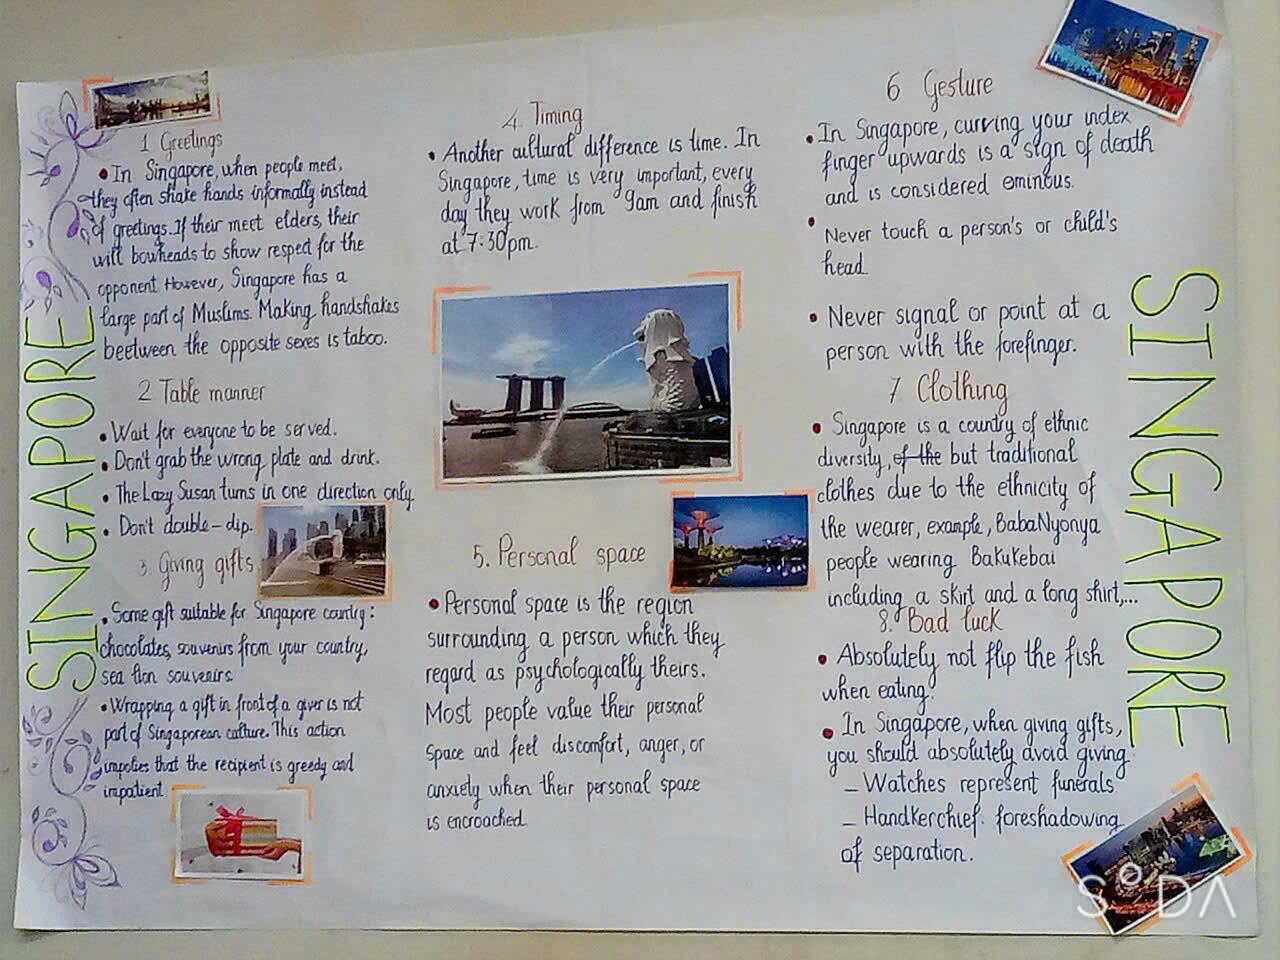 SINGAPORE
1 Greetings
• In Singapore, when people meet,
they often shake hands informally instead
of greetings. If their meet elders, their
will bowheads to show respect for the
opponent However, Singapore has a
large part of Muslims. Making handshakes
beetween the opposite sexes is taboo.
2 Table manner
• Wait for everyone to be served.
• Don't grab the wrong plate and drink.
• The Lazy Susan turns in one direction only.
• Don't double-dip.
3. Giving gifts
• Some gift suitable for Singapore country:
chocolates, souvenirs from your country,
sea lion souvenirs
• Wrapping a gift in front of a giver is not
part of Singaporean culture. This action
implies that the recipient is greedy and
impatient
4. Timing
• Another cultural difference is time. In
Singapore, time is very important, every
day they work from 9am and finish
at 7:30pm.
5. Personal space
• Personal space is the region
surrounding a person which they
regard as psychologically theirs.
Most people value their personal
space and feel discomfort, anger, or
anxiety when their personal space
is encroached
6 Gesture
• In Singapore, curving your index
finger upwards is a sign of death
and is considered ominous.
• Never touch a person's or child's
head.
• Never signal or point at a
person with the forefinger.
7 Clothing
• Singapore is a country of ethnic
diversity, of the but traditional
clothes due to the ethnicity of
the wearer, example, BabaNyonya
people wearing Bakukebai
including a skirt and a long shirt,...
8. Bad luck
• Absolutely not flip the fish
when eating.
• In Singapore, when giving gifts,
you should absolutely avoid giving
- Watches represent funerals
- Handkerchief: foreshadowing
of separation.
SINGAPORE
SODA